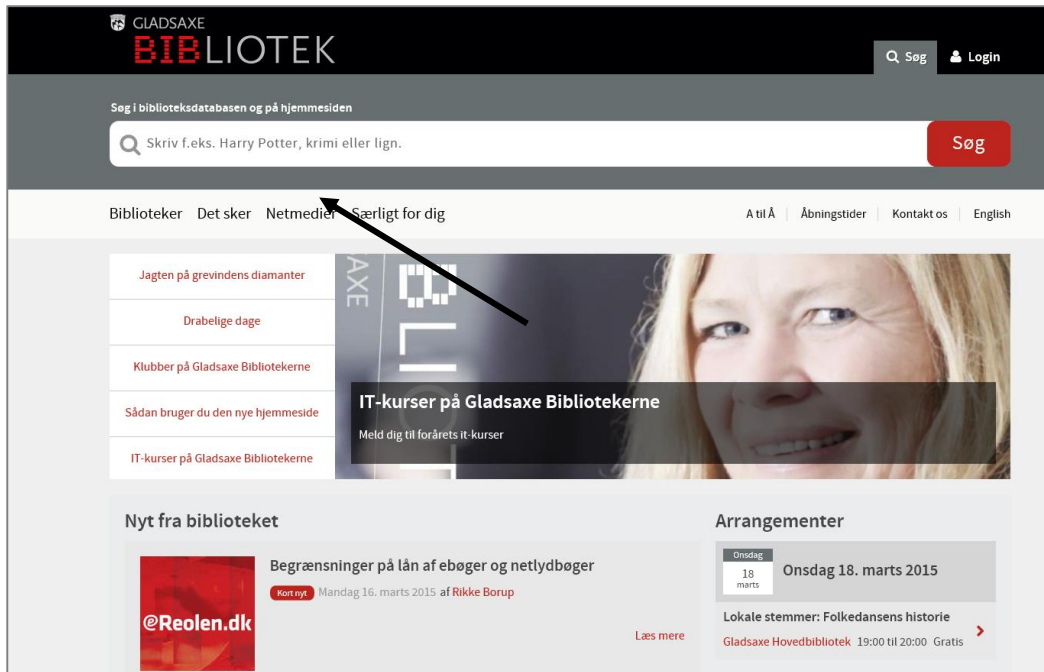 GLADSAXE
BIBLIOTEK
Søg
Login
Søg i biblioteksdatabasen og på hjemmesiden
Skriv f.eks. Harry Potter, krimi eller lign.
Søg
Biblioteker Det sker Netmedier Særligt for dig
A til Å Åbningstider Kontakt os English
Jagten på grevindens diamanter
Drabelige dage
Klubber på Gladsaxe Bibliotekerne
Sådan bruger du den nye hjemmeside
IT-kurser på Gladsaxe Bibliotekerne
AXE
IT-kurser på Gladsaxe Bibliotekerne
Meld dig til forårets it-kurser
Nyt fra biblioteket
@Reolen.dk
Begrænsninger på lån af ebøger og netlydbøger
Kort nyt Mandag 16. marts 2015 af Rikke Borup
Læs mere
Arrangementer
Onsdag
18
marts
Onsdag 18. marts 2015
Lokale stemmer: Folkedansens historie
Gladsaxe Hovedbibliotek 19:00 til 20:00 Gratis